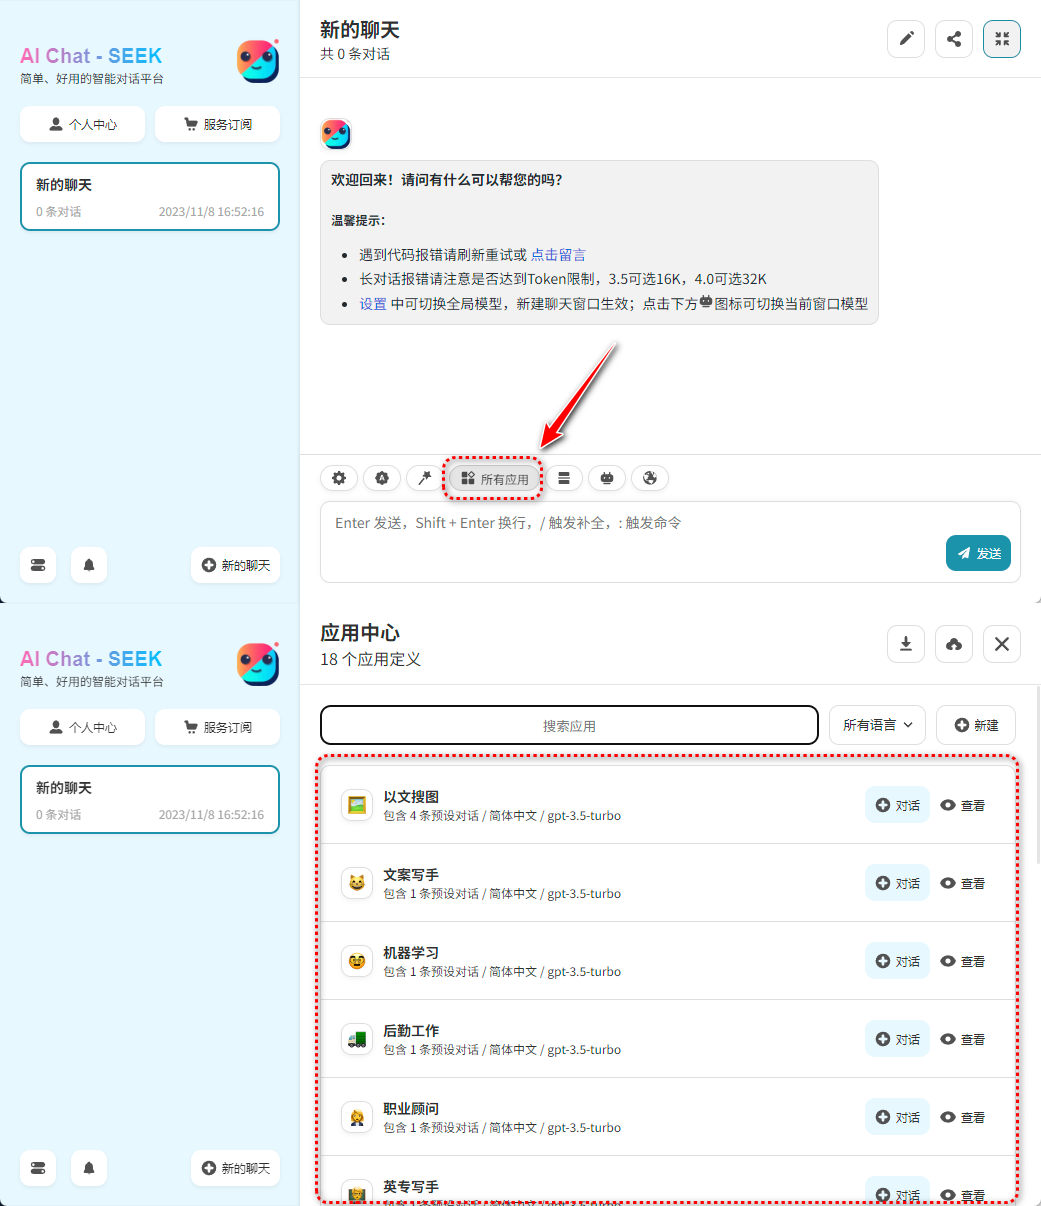 AI Chat - SEEK
简单、好用的智能对话平台
个人中心
服务订阅
新的聊天
0 条对话
2023/11/8 16:52:16
新的聊天
新的聊天
共 0 条对话
欢迎回来！请问有什么可以帮您的吗？
温馨提示：
遇到代码报错请刷新重试或 点击留言
长对话报错请注意是否达到Token限制，3.5可选16K，4.0可选32K
设置 中可切换全局模型，新建聊天窗口生效；点击下方图标可切换当前窗口模型
所有应用
Enter 发送，Shift + Enter 换行，/ 触发补全，: 触发命令
发送
AI Chat - SEEK
简单、好用的智能对话平台
个人中心
服务订阅
新的聊天
0 条对话
2023/11/8 16:52:16
新的聊天
应用中心
18 个应用定义
搜索应用
所有语言
新建
以文搜图
包含 4 条预设对话 / 简体中文 / gpt-3.5-turbo
对话
查看
文案写手
包含 1 条预设对话 / 简体中文 / gpt-3.5-turbo
对话
查看
机器学习
包含 1 条预设对话 / 简体中文 / gpt-3.5-turbo
对话
查看
后勤工作
包含 1 条预设对话 / 简体中文 / gpt-3.5-turbo
对话
查看
职业顾问
包含 1 条预设对话 / 简体中文 / gpt-3.5-turbo
对话
查看
英专写手
包含 1 条预设对话 / 简体中文 / gpt-3.5-turbo
对话
查看